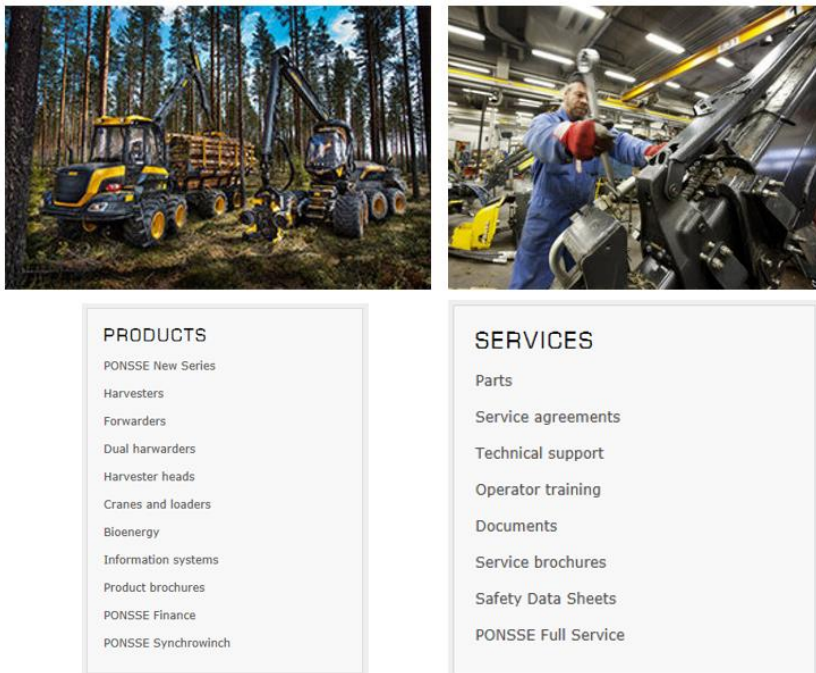 PRODUCTS
PONSSE New Series
Harvesters
Forwarders
Dual harwarders
Harvester heads
Cranes and loaders
Bioenergy
Information systems
Product brochures
PONSSE Finance
PONSSE Synchrowinch
SERVICES
Parts
Service agreements
Technical support
Operator training
Documents
Service brochures
Safety Data Sheets
PONSSE Full Service